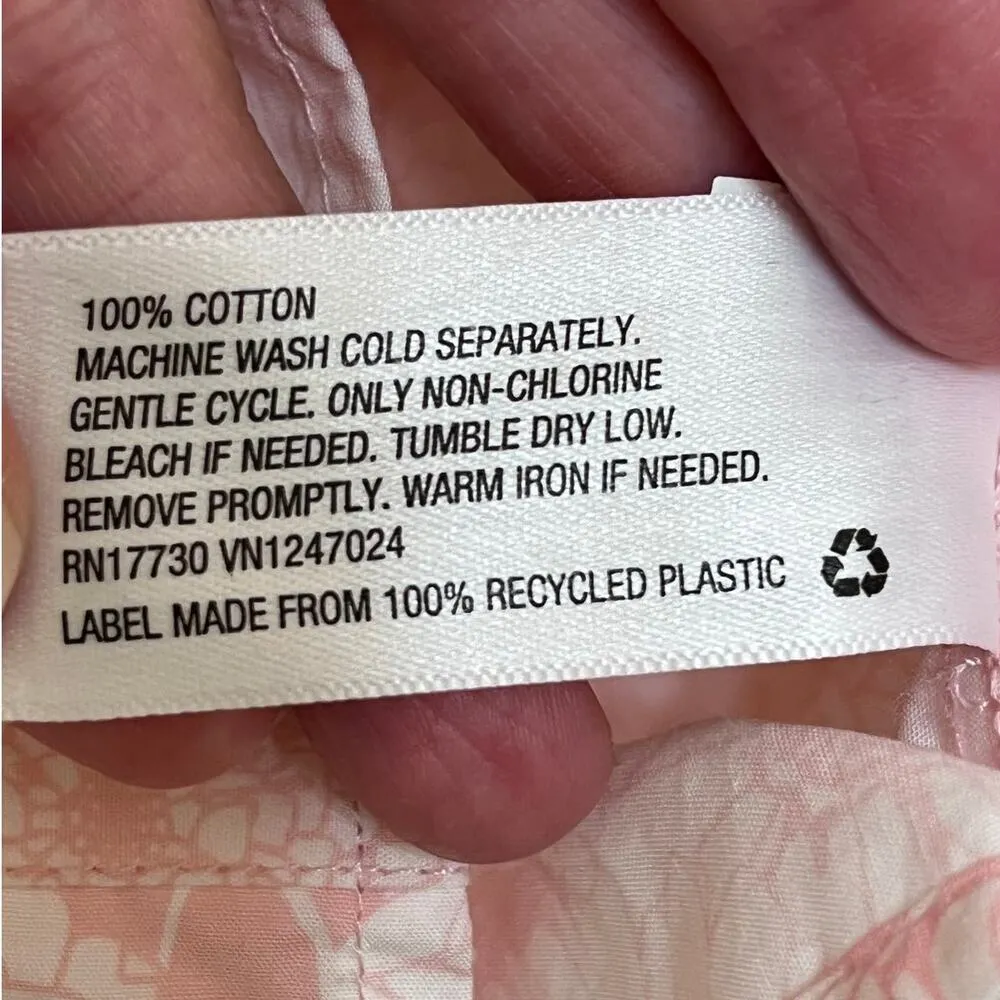 100% COTTON
MACHINE WASH COLD SEPARATELY.
GENTLE CYCLE. ONLY NON-CHLORINE
BLEACH IF NEEDED. TUMBLE DRY LOW.
REMOVE PROMPTLY. WARM IRON IF NEEDED.
RN17730 VN1247024
LABEL MADE FROM 100% RECYCLED PLASTIC